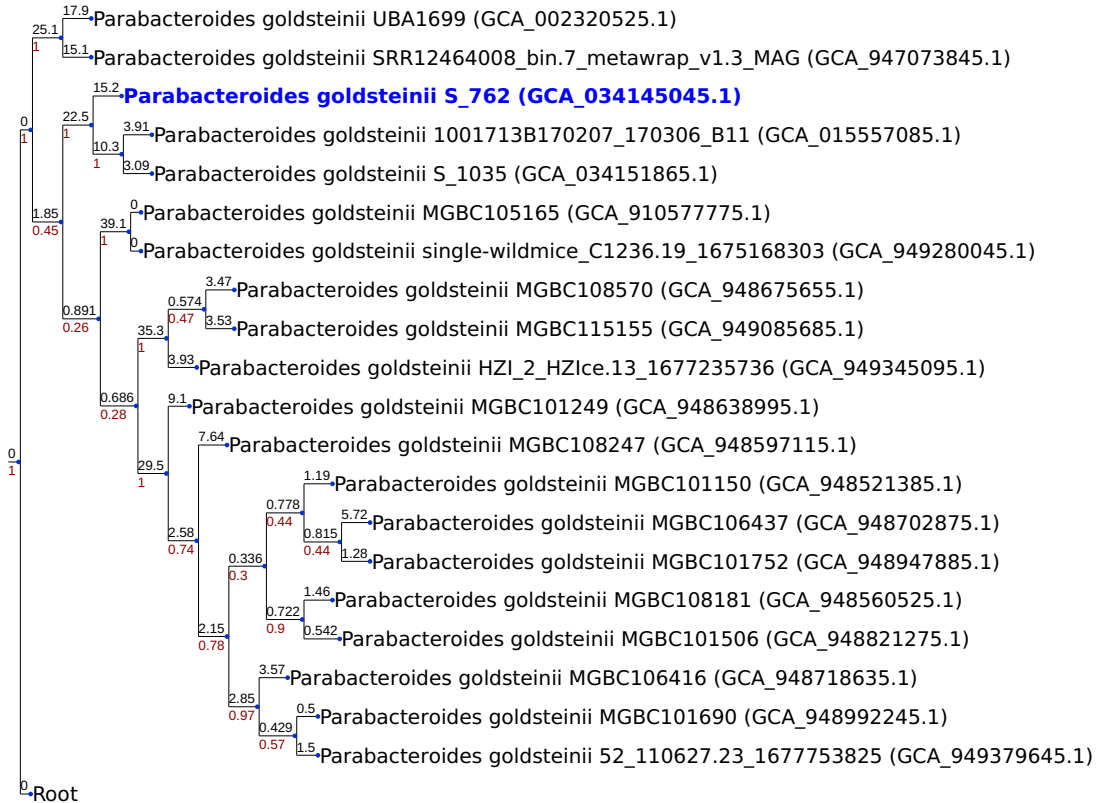 17.9
Parabacteroides goldsteinii UBA1699 (GCA_002320525.1)
25.1
1
15.1
Parabacteroides goldsteinii SRR12464008_bin.7_metawrap_v1.3_MAG (GCA_947073845.1)
15.2
Parabacteroides goldsteinii S_762 (GCA_034145045.1)
0
1
22.5
1
3.91
Parabacteroides goldsteinii 1001713B170207_170306_B11 (GCA_015557085.1)
10.3
1
3.09
Parabacteroides goldsteinii S_1035 (GCA_034151865.1)
1.85
0.45
0
Parabacteroides goldsteinii MGBC105165 (GCA_910577775.1)
39.1
1
0
Parabacteroides goldsteinii single-wildmice_C1236.19_1675168303 (GCA_949280045.1)
3.47
Parabacteroides goldsteinii MGBC108570 (GCA_948675655.1)
0.574
0.47
0.891
0.26
3.53
Parabacteroides goldsteinii MGBC115155 (GCA_949085685.1)
35.3
1
3.93
Parabacteroides goldsteinii HZI_2_HZIce.13_1677235736 (GCA_949345095.1)
0.686
0.28
9.1
Parabacteroides goldsteinii MGBC101249 (GCA_948638995.1)
7.64
Parabacteroides goldsteinii MGBC108247 (GCA_948597115.1)
0
1
29.5
1
1.19
Parabacteroides goldsteinii MGBC101150 (GCA_948521385.1)
0.778
0.44
5.72
Parabacteroides goldsteinii MGBC106437 (GCA_948702875.1)
0.815
0.44
2.58
0.74
1.28
Parabacteroides goldsteinii MGBC101752 (GCA_948947885.1)
0.336
0.3
1.46
Parabacteroides goldsteinii MGBC108181 (GCA_948560525.1)
0.722
0.9
0.542
Parabacteroides goldsteinii MGBC101506 (GCA_948821275.1)
2.15
0.78
3.57
Parabacteroides goldsteinii MGBC106416 (GCA_948718635.1)
2.85
0.97
0.5
Parabacteroides goldsteinii MGBC101690 (GCA_948992245.1)
0.429
0.57
1.5
Parabacteroides goldsteinii 52_110627.23_1677753825 (GCA_949379645.1)
0
Root